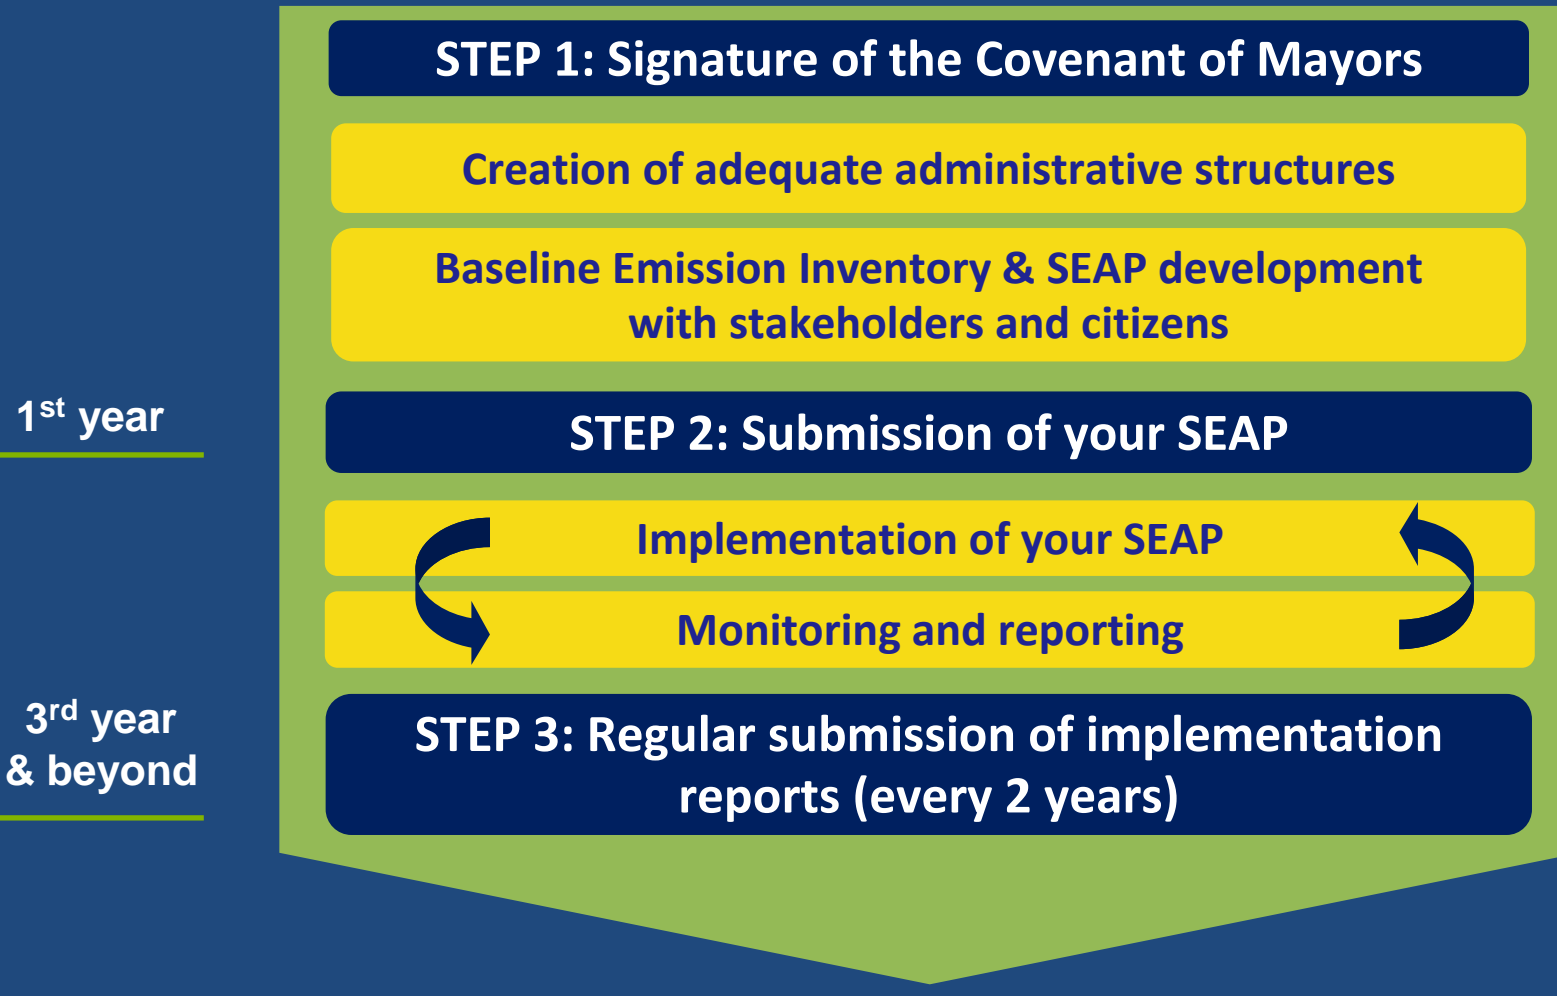 STEP 1: Signature of the Covenant of Mayors
Creation of adequate administrative structures
Baseline Emission Inventory & SEAP development
with stakeholders and citizens
1st year
STEP 2: Submission of your SEAP
Implementation of your SEAP
Monitoring and reporting
3rd year
& beyond
STEP 3: Regular submission of implementation
reports (every 2 years)